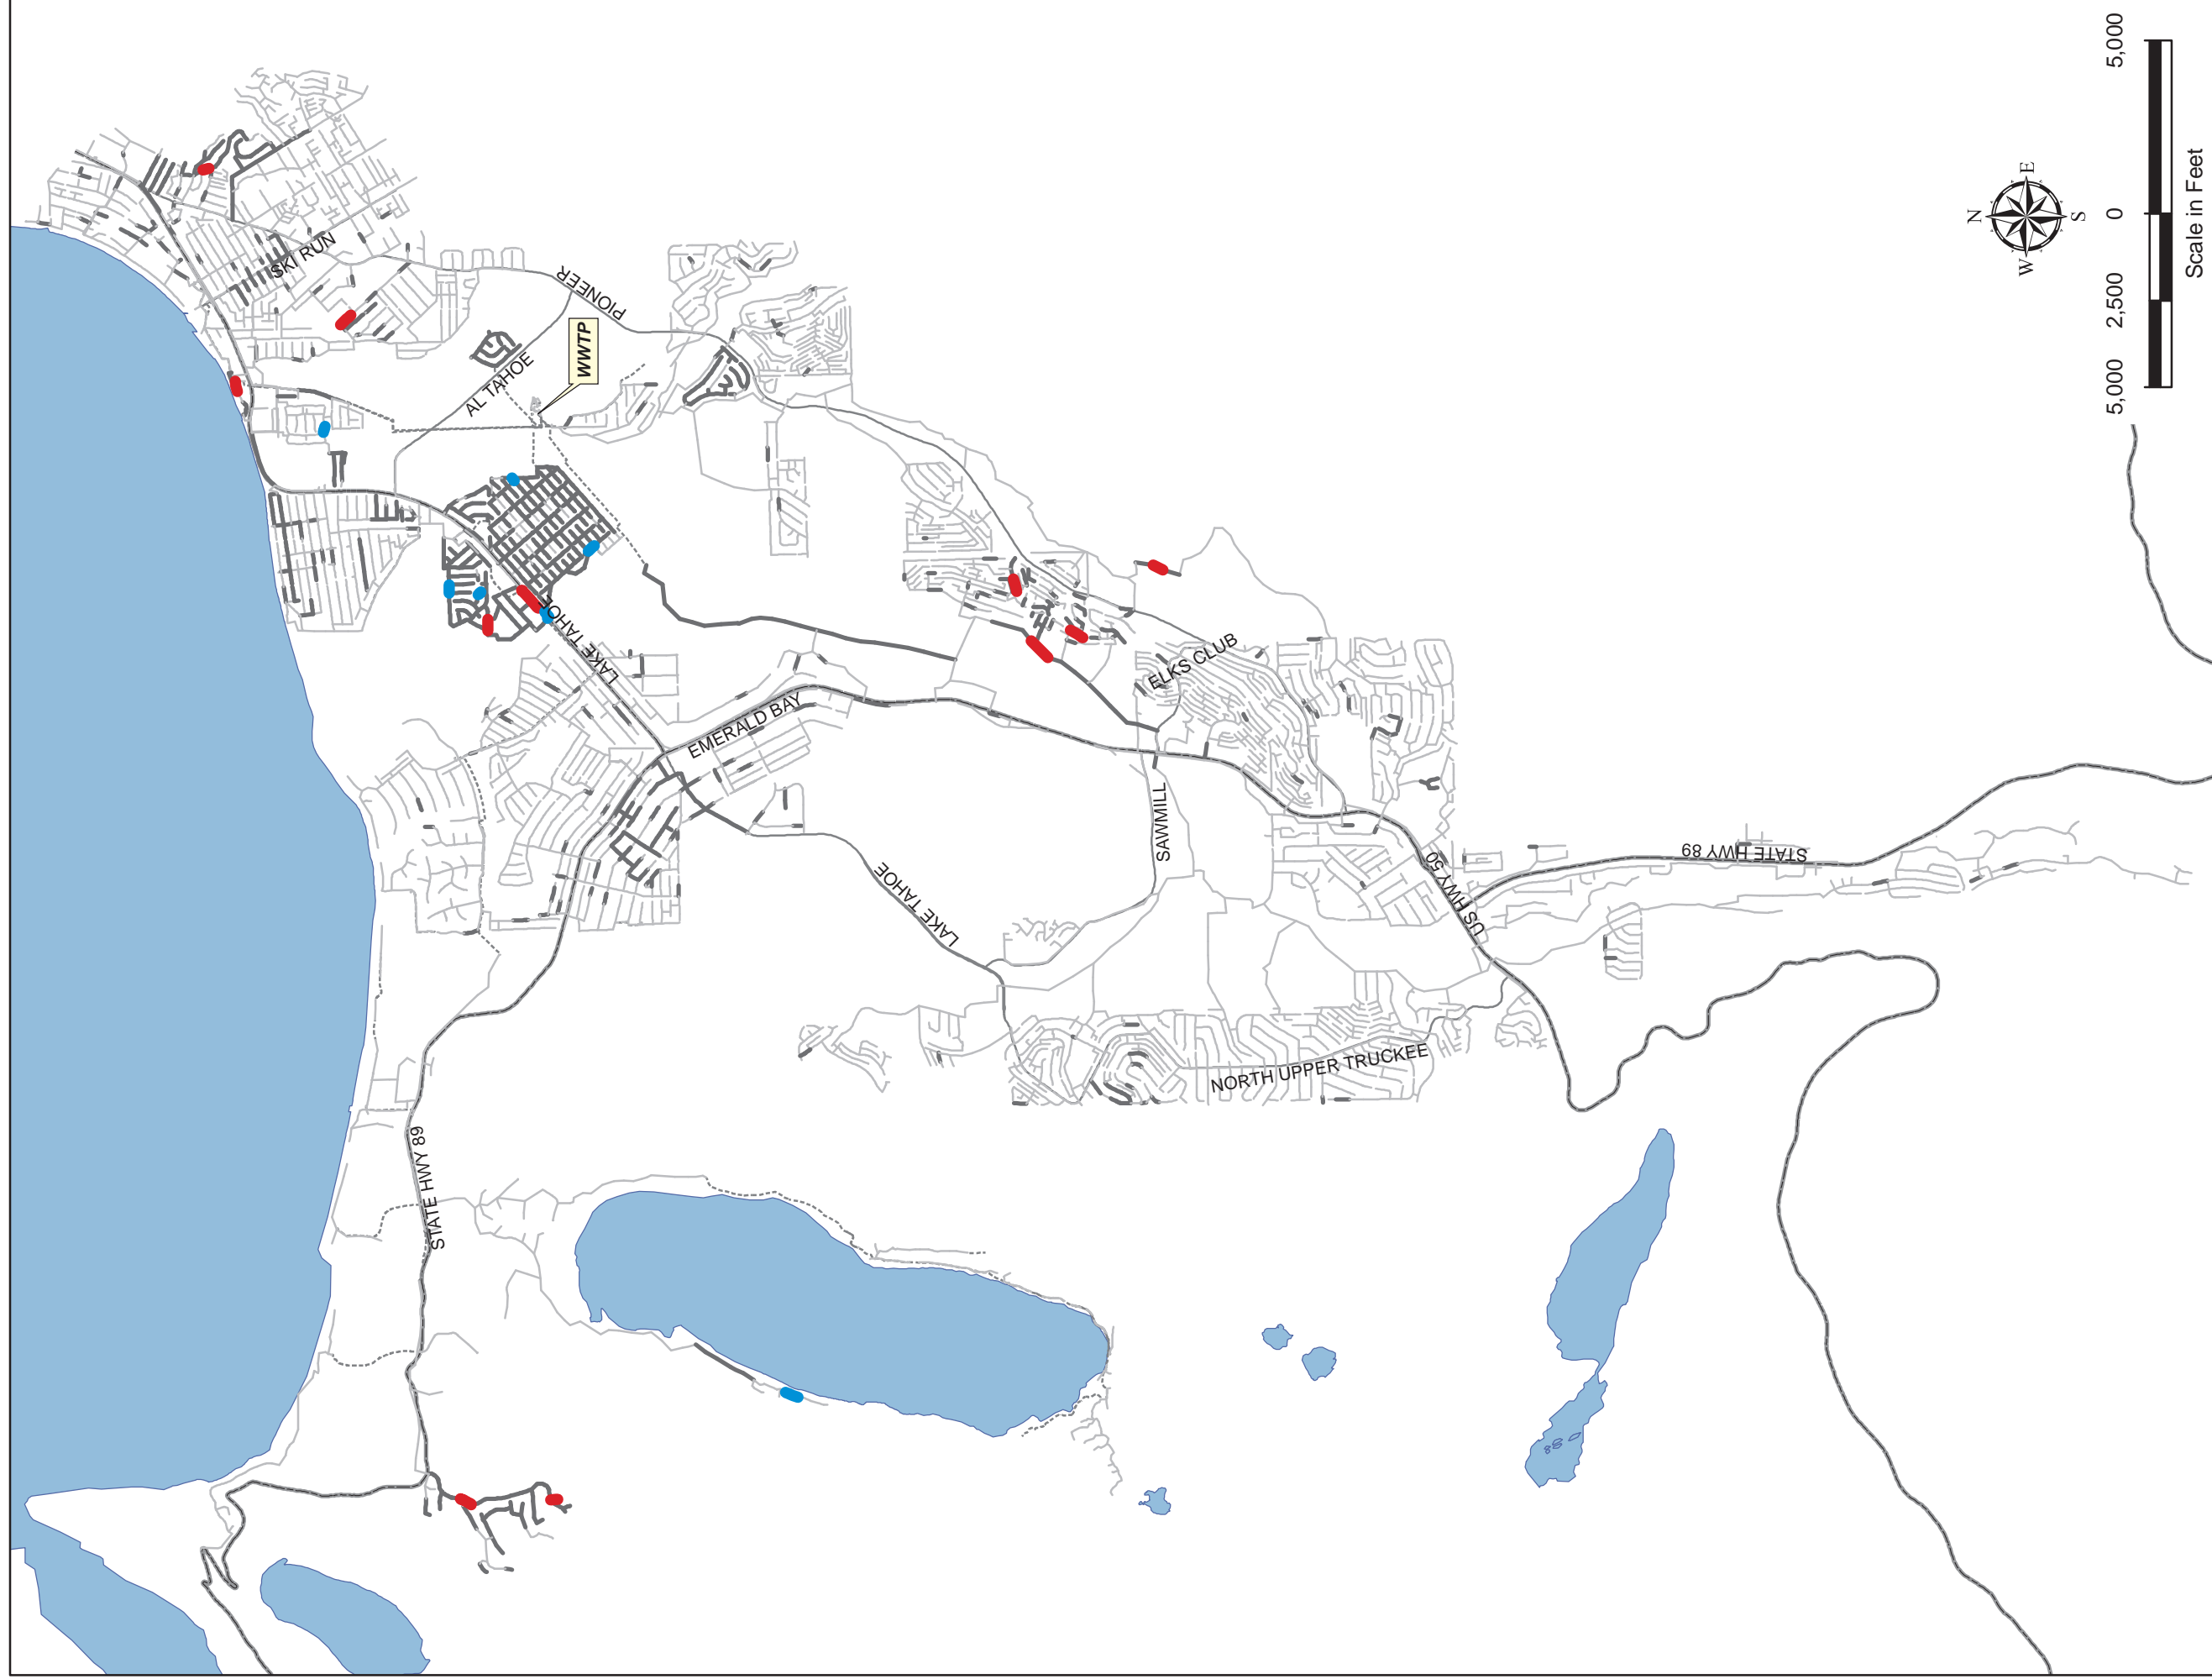 SKI RUN
PIONEER
WWTP
AL TAHOE
LAKE TAHOE
ELKS CLUB
EMERALD BAY
SAWMILL
LAKE TAHOE
STATE HWY 89
US HWY 50
NORTH UPPER TRUCKEE
STATE HWY 89
N
W E
S
5,000 2,500 0 5,000
Scale in Feet